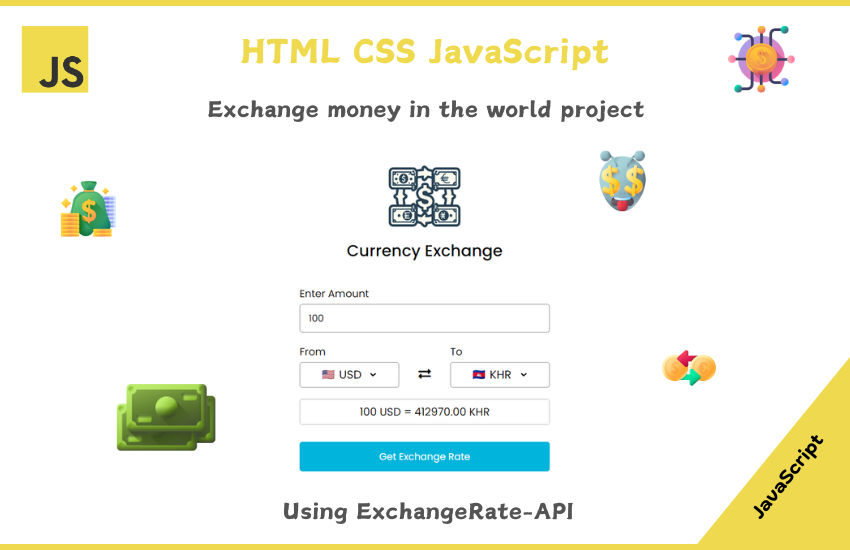 JS
HTML CSS JavaScript
Exchange money in the world project
Currency Exchange
Enter Amount
100
From
To
USD
KHR
100 USD = 412970.00 KHR
Get Exchange Rate
Using ExchangeRate-API
JavaScript